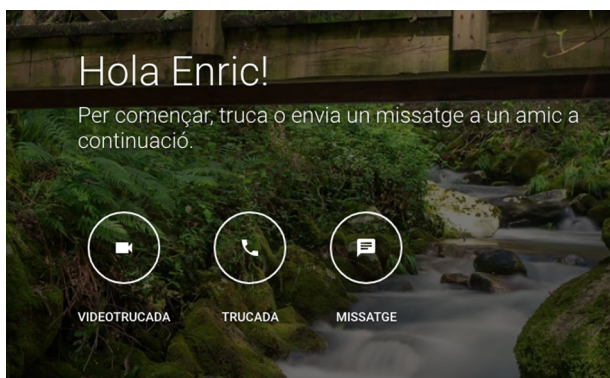 Hola Enric!
Per començar, truca o envia un missatge a un amic a
continuació.
VIDEOTRUCADA TRUCADA MISSATGE